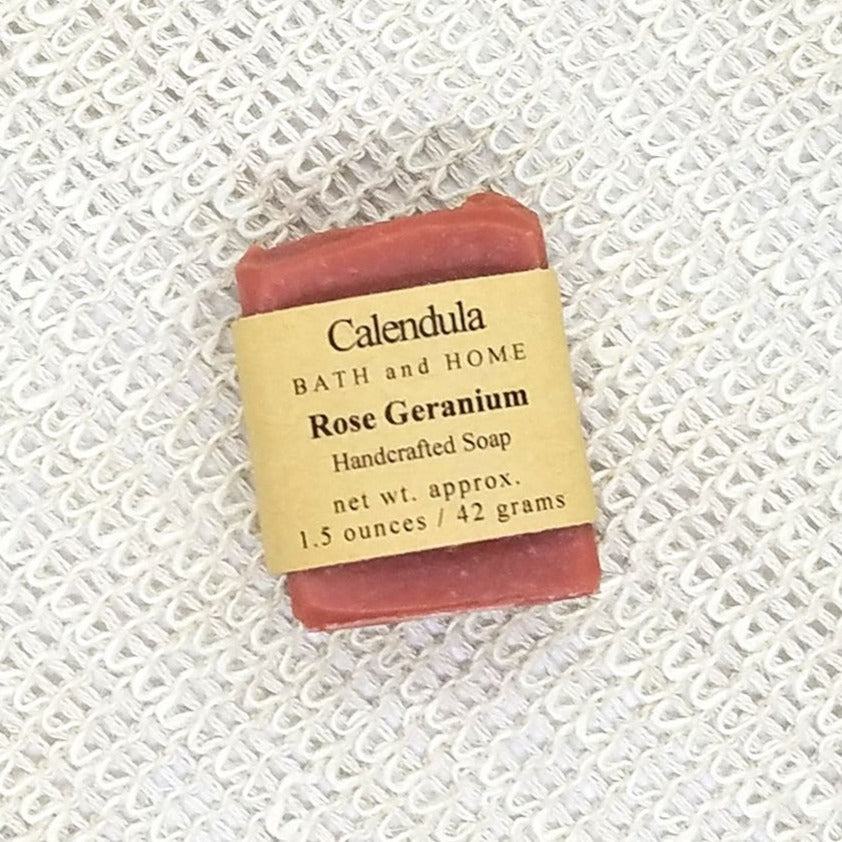 Calendula
BATH and HOME
Rose Geranium
Handcrafted Soap
net wt. approx.
1.5 ounces / 42 grams